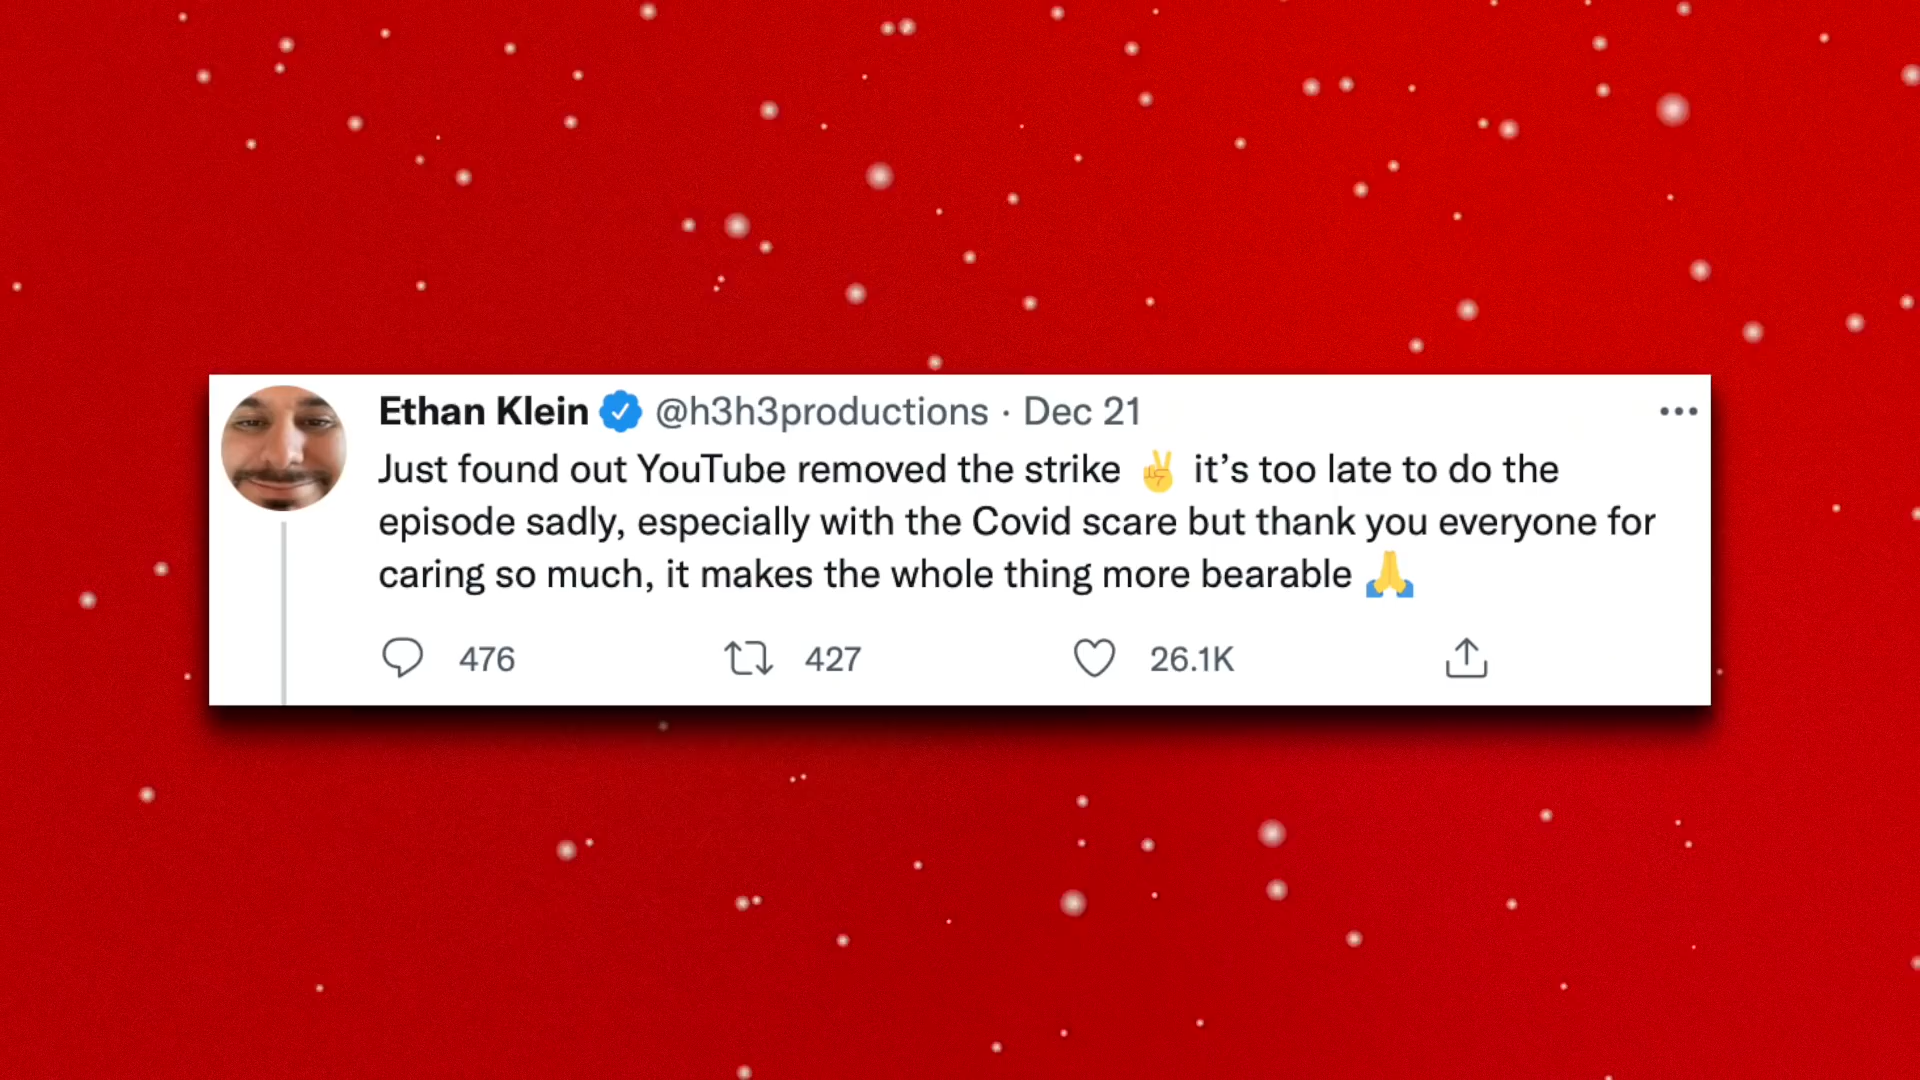 Ethan Klein @h3h3productions · Dec 21
Just found out YouTube removed the strike ✌️ it’s too late to do the
episode sadly, especially with the Covid scare but thank you everyone for
caring so much, it makes the whole thing more bearable 🙏
476 427 26.1K